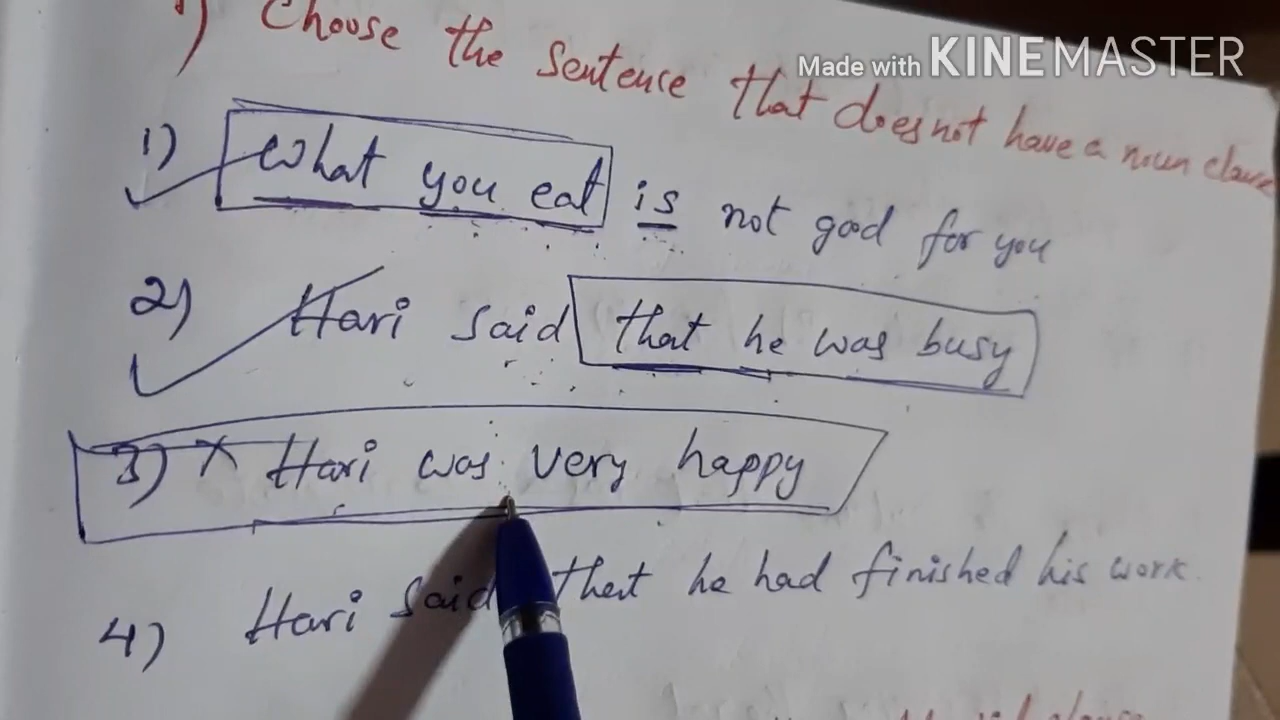 1) Choose the sentence that does not have a noun clause
Made with KINEMASTER
1) What you eat is not good for you
2) Hari said that he was busy
3) X Hari was very happy
4) Hari said that he had finished his work.